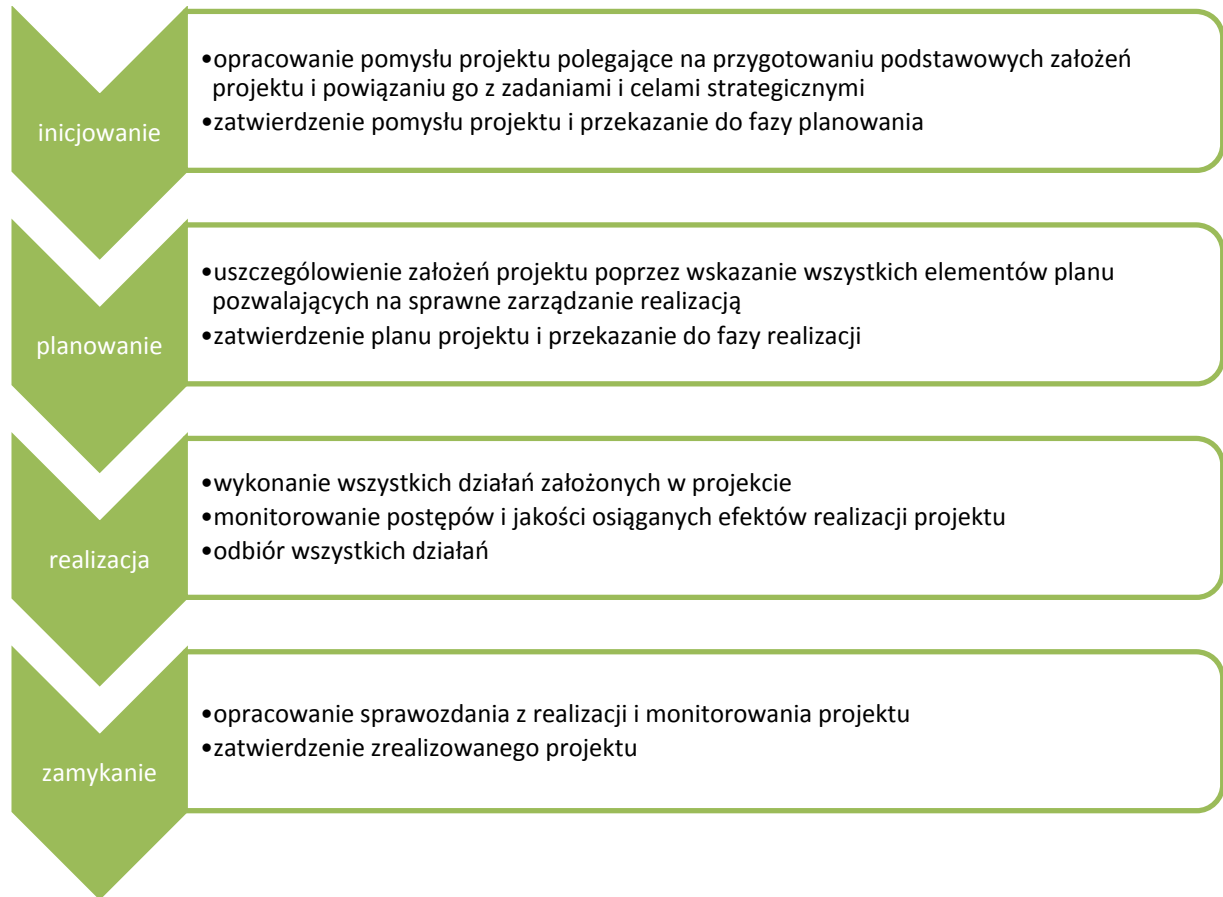 inicjowanie
•opracowanie pomysłu projektu polegające na przygotowaniu podstawowych założeń
projektu i powiązaniu go z zadaniami i celami strategicznymi
•zatwierdzenie pomysłu projektu i przekazanie do fazy planowania
planowanie
•uszczególowienie założeń projektu poprzez wskazanie wszystkich elementów planu
pozwalających na sprawne zarządzanie realizacją
•zatwierdzenie planu projektu i przekazanie do fazy realizacji
realizacja
•wykonanie wszystkich działań założonych w projekcie
•monitorowanie postępów i jakości osiąganych efektów realizacji projektu
•odbiór wszystkich działań
zamykanie
•opracowanie sprawozdania z realizacji i monitorowania projektu
•zatwierdzenie zrealizowanego projektu